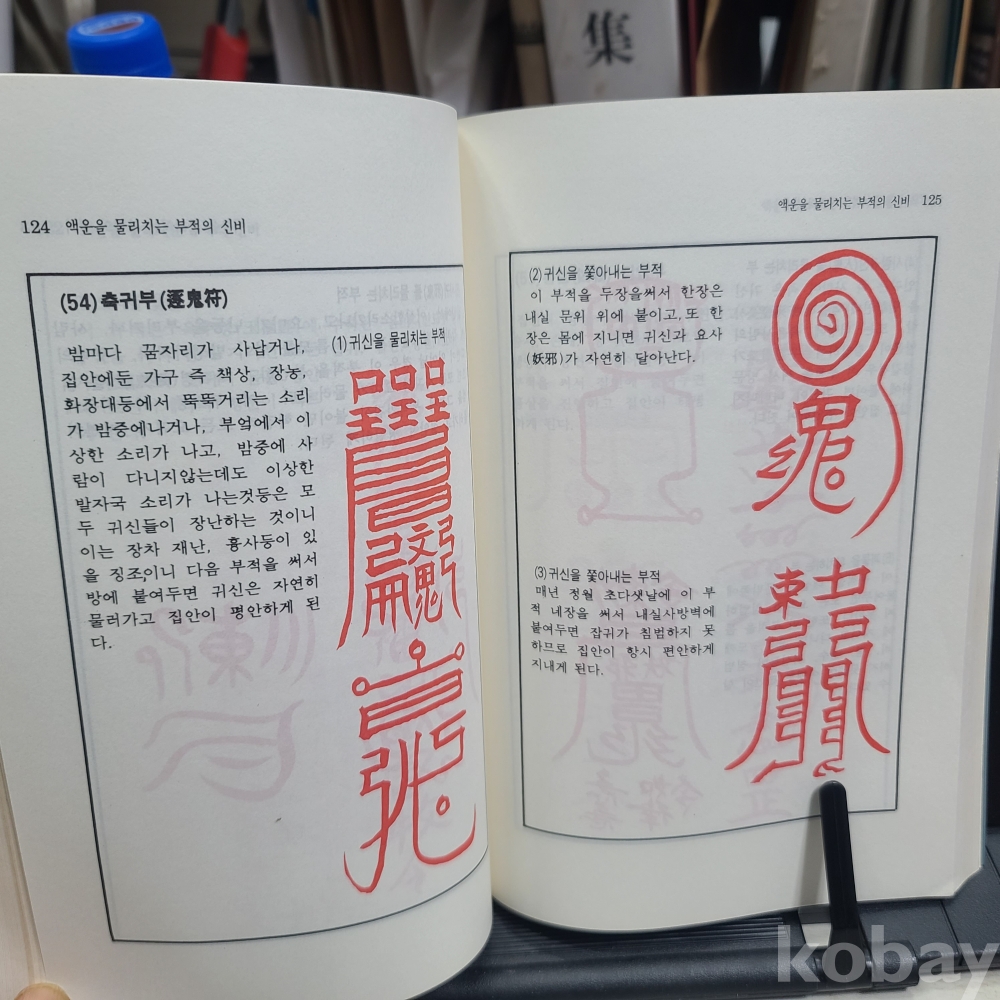 集
124 액운을 물리치는 부적의 신비
(54) 축귀부(逐鬼符)
밤마다 꿈자리가 사납거나,
집안에둔 가구 즉 책상, 장농,
화장대등에서 뚝뚝거리는 소리
가 밤중에나거나, 부엌에서 이
상한 소리가 나고, 밤중에 사
람이 다니지않는데도 이상한
발자국 소리가 나는것등은 모
두 귀신들이 장난하는 것이니
이는 장차 재난, 흉사등이 있
을 징조이니 다음 부적을 써서
방에 붙여두면 귀신은 자연히
물러가고 집안이 평안하게 된
다.
(1)귀신을 물리치는 부적
액운을 물리치는 부적의 신비 125
(2)귀신을 쫓아내는 부적
이 부적을 두장을써서 한장은
내실 문위 위에 붙이고,또 한
장은 몸에 지니면 귀신과 요사
(妖邪)가 자연히 달아난다.
鬼
(3)귀신을 쫓아내는 부적
매년 정월 초다샛날에 이 부
적 네장을 써서 내실사방벽에
붙여두면 잡귀가 침범하지 못
하므로 집안이 항시 편안하게
지내게 된다.
kobay